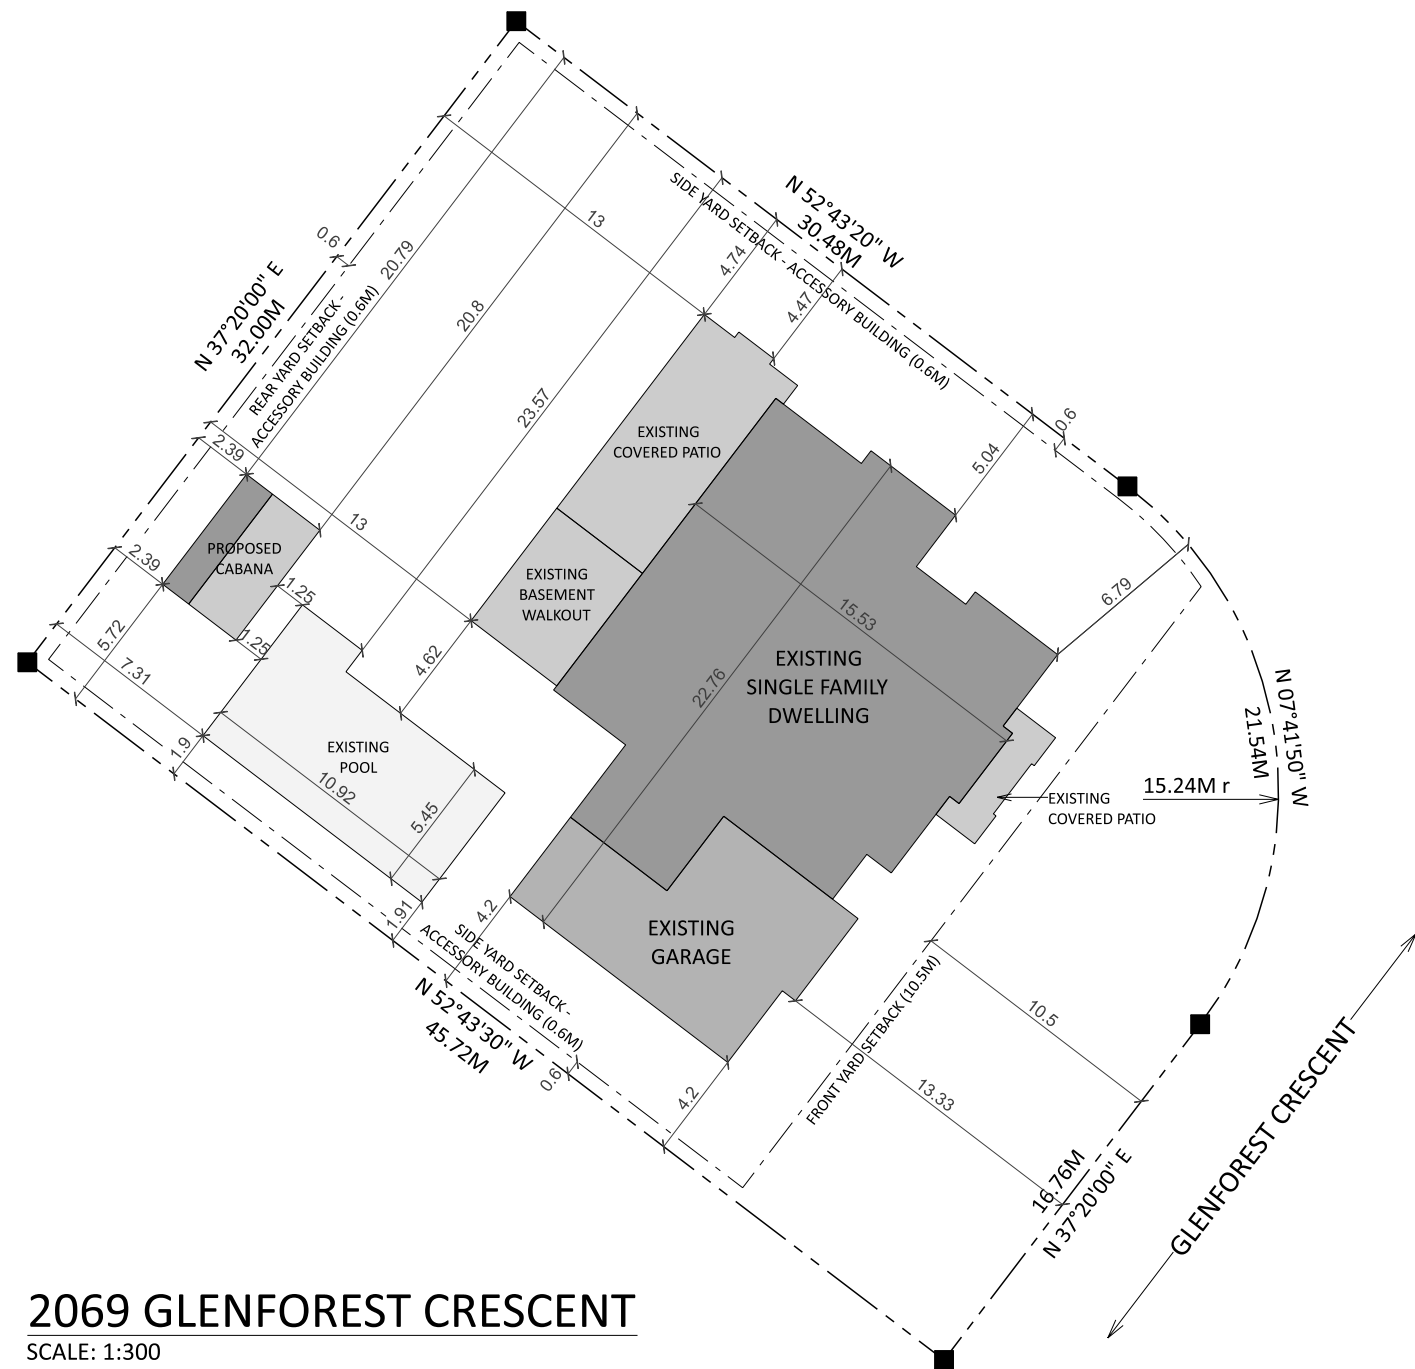 N 52°43'20" W
30.48M
SIDE YARD SETBACK - ACCESSORY BUILDING (0.6M)
13
0.6
20.79
4.74
N 37°20'00" E
32.00M
REAR YARD SETBACK -
ACCESSORY BUILDING (0.6M)
20.8
4.47
23.57
0.6
2.39
EXISTING
COVERED PATIO
5.04
13
2.39
PROPOSED
CABANA
1.25
EXISTING
BASEMENT
WALKOUT
6.79
5.72
1.25
15.53
7.31
4.62
EXISTING
SINGLE FAMILY
DWELLING
22.76
1.9
EXISTING
POOL
10.92
5.45
N 07°41'50" W
21.54M
15.24M r
EXISTING
COVERED PATIO
1.91
4.2
SIDE YARD SETBACK -
ACCESSORY BUILDING (0.6M)
EXISTING
GARAGE
N 52°43'30" W
45.72M
0.6
4.2
FRONT YARD SETBACK (10.5M)
10.5
13.33
16.76M
N 37°20'00" E
GLENFOREST CRESCENT
2069 GLENFOREST CRESCENT
SCALE: 1:300